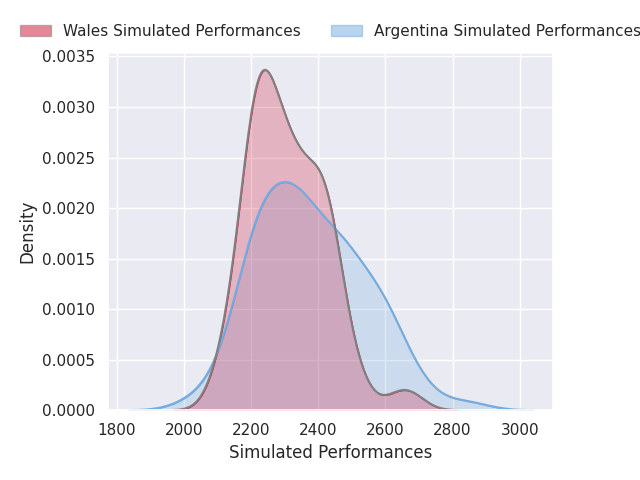 Wales Simulated Performances Argentina Simulated Performances
0.0035
0.0030
0.0025
0.0020
0.0015
0.0010
0.0005
0.0000
Density
1800 2000 2200 2400 2600 2800 3000
Simulated Performances